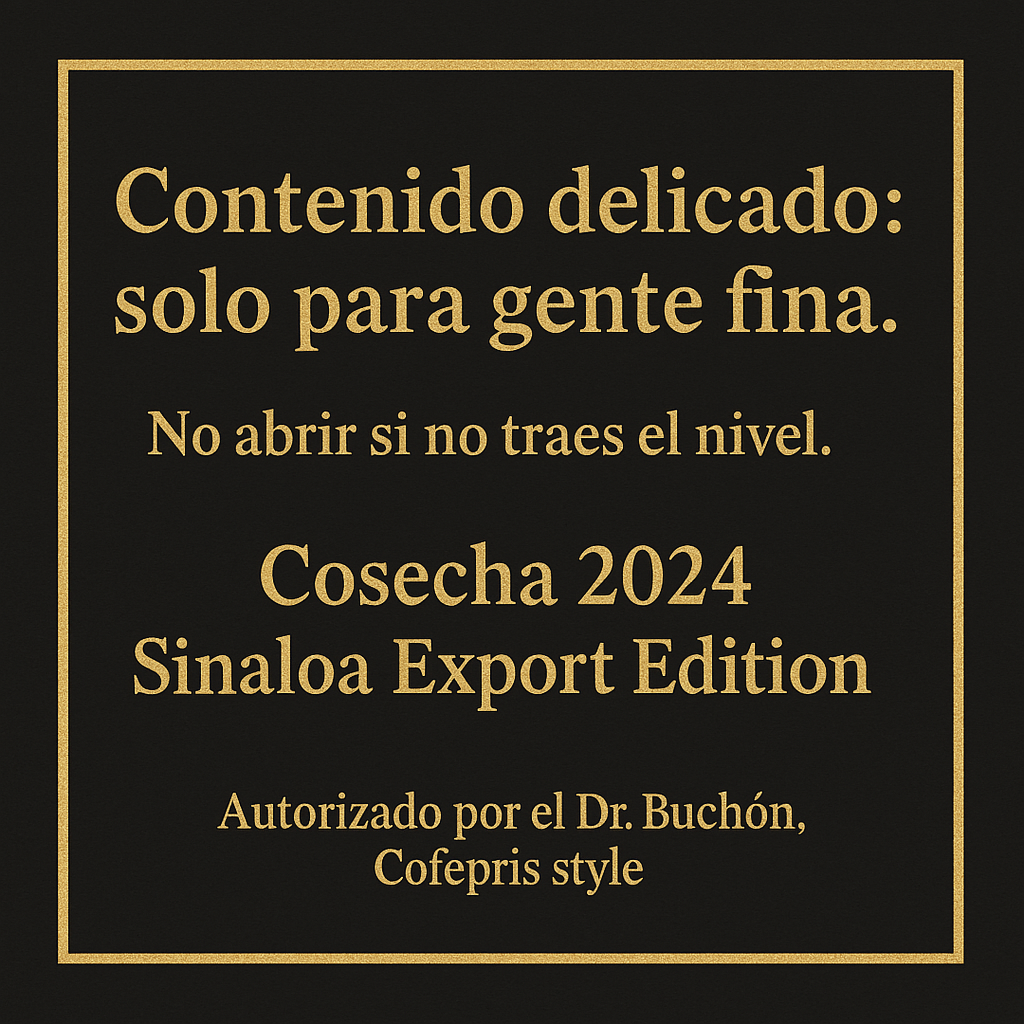 Contenido delicado:
solo para gente fina.
No abrir si no traes el nivel.
Cosecha 2024
Sinaloa Export Edition
Autorizado por el Dr. Buchón,
Cofepris style